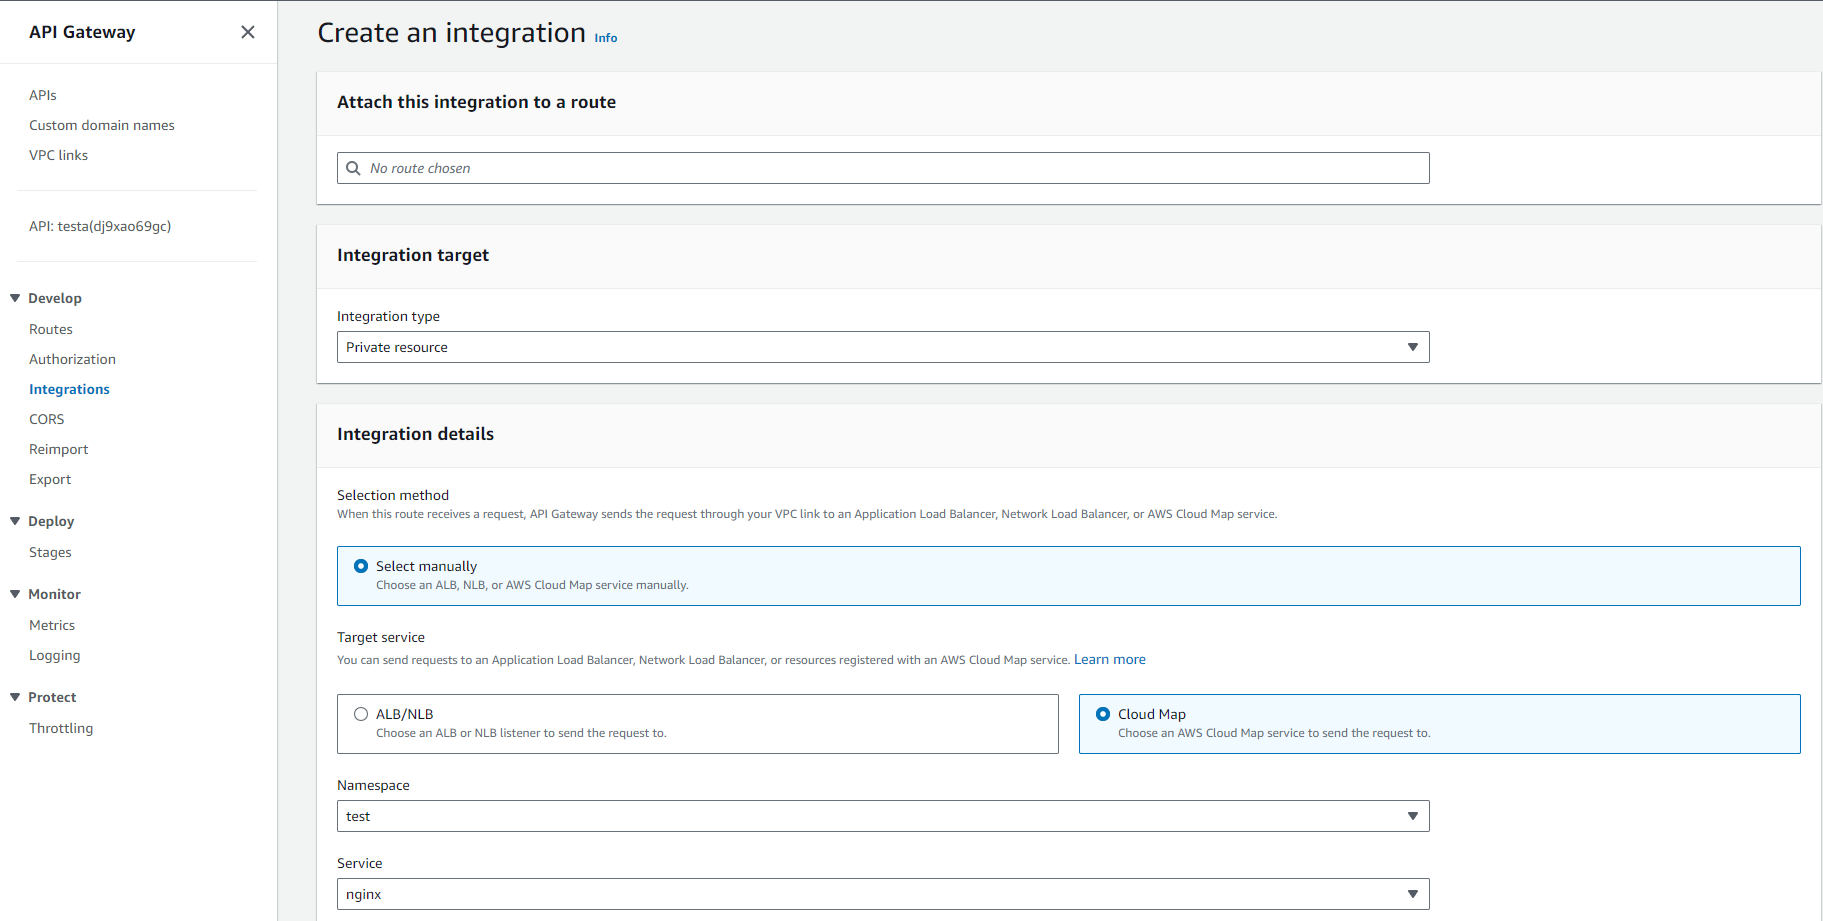 API Gateway
APIs
Custom domain names
VPC links
API: testa(dj9xao69gc)
Develop
Routes
Authorization
Integrations
CORS
Reimport
Export
Deploy
Stages
Monitor
Metrics
Logging
Protect
Throttling
Create an integration Info
Attach this integration to a route
No route chosen
Integration target
Integration type
Private resource
Integration details
Selection method
When this route receives a request, API Gateway sends the request through your VPC link to an Application Load Balancer, Network Load Balancer, or AWS Cloud Map service.
Select manually
Choose an ALB, NLB, or AWS Cloud Map service manually.
Target service
You can send requests to an Application Load Balancer, Network Load Balancer, or resources registered with an AWS Cloud Map service. Learn more
ALB/NLB
Choose an ALB or NLB listener to send the request to.
Cloud Map
Choose an AWS Cloud Map service to send the request to.
Namespace
test
Service
nginx